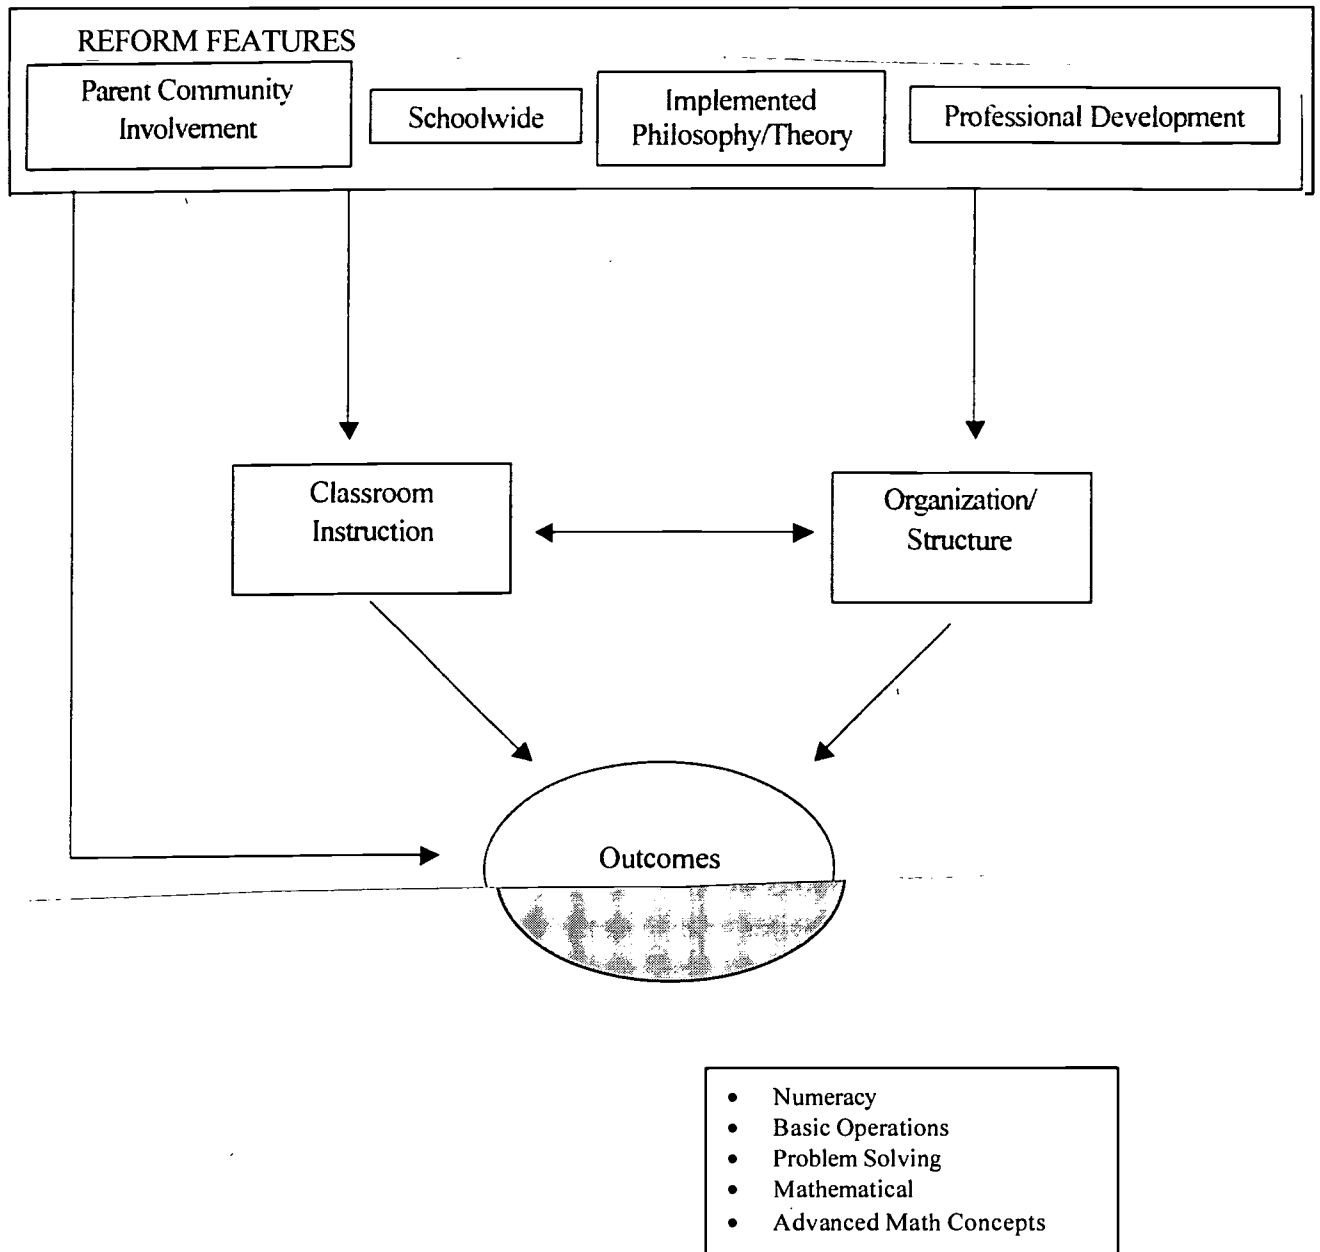 REFORM FEATURES
Parent Community
Involvement
Schoolwide
Implemented
Philosophy/Theory
Professional Development
Classroom
Instruction
Organization/
Structure
Outcomes
• Numeracy
• Basic Operations
• Problem Solving
• Mathematical
• Advanced Math Concepts